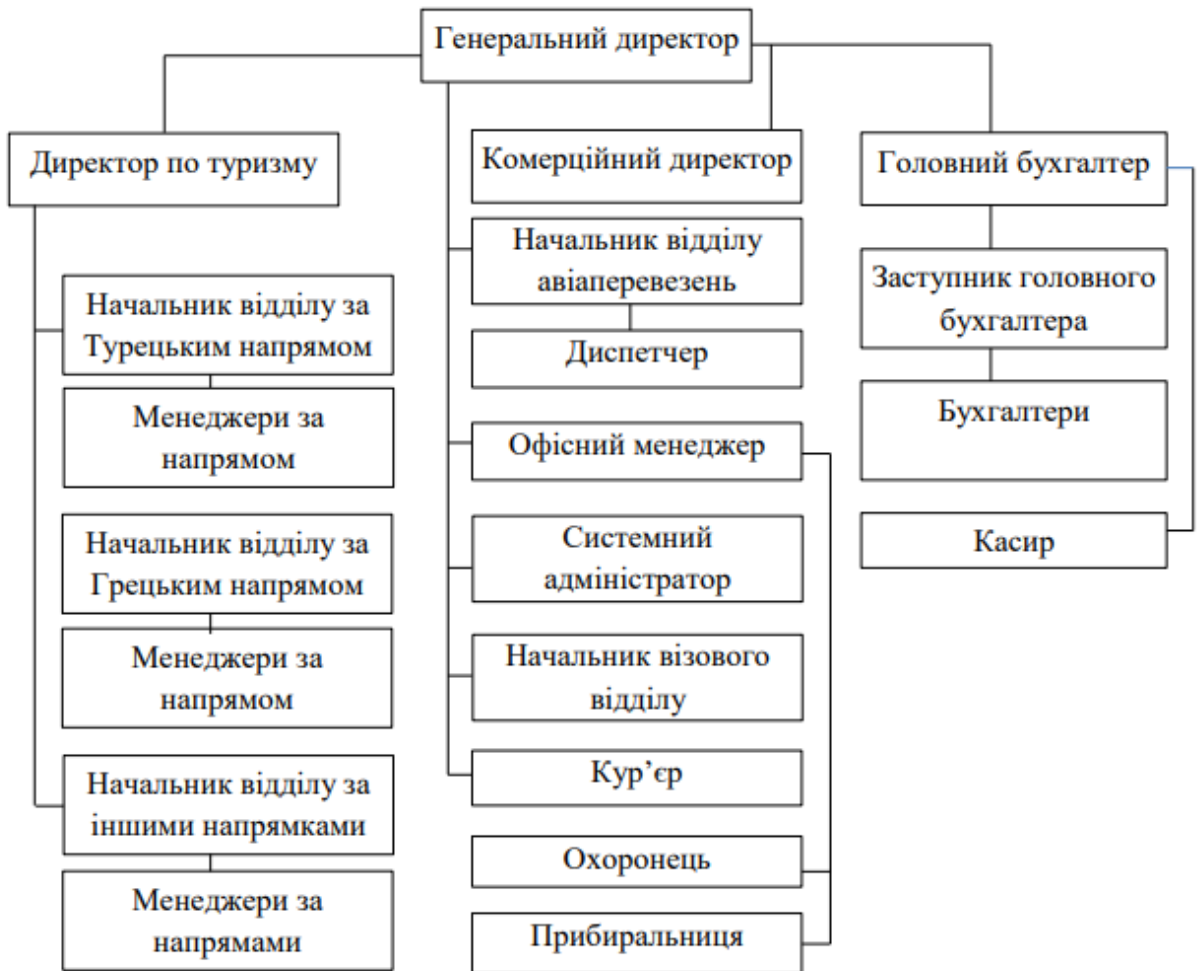 Генеральний директор
Директор по туризму
Комерційний директор
Головний бухгалтер
Начальник відділу за
Турецьким напрямом
Менеджери за
напрямом
Начальник відділу за
Грецьким напрямом
Менеджери за
напрямом
Начальник відділу за
іншими напрямками
Менеджери за
напрямами
Начальник відділу
авіаперевезень
Диспетчер
Офісний менеджер
Системний
адміністратор
Начальник візового
відділу
Кур’єр
Охоронець
Прибиральниця
Заступник головного
бухгалтера
Бухгалтери
Касир